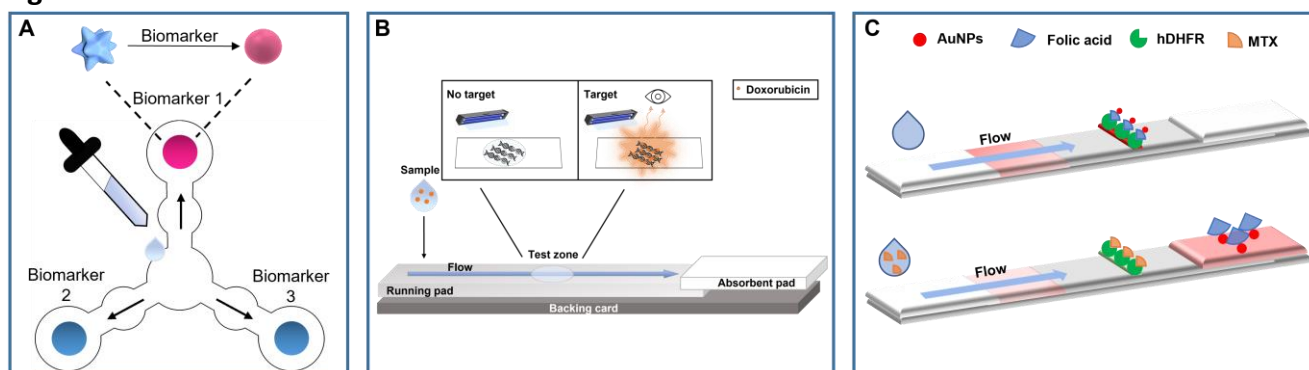 A
Biomarker
Biomarker 1
Biomarker
2
Biomarker
3
B
No target
Target
Doxorubicin
Sample
Test zone
Flow
Running pad
Absorbent pad
Backing card
C
AuNPs
Folic acid
hDHFR
MTX
Flow
Flow